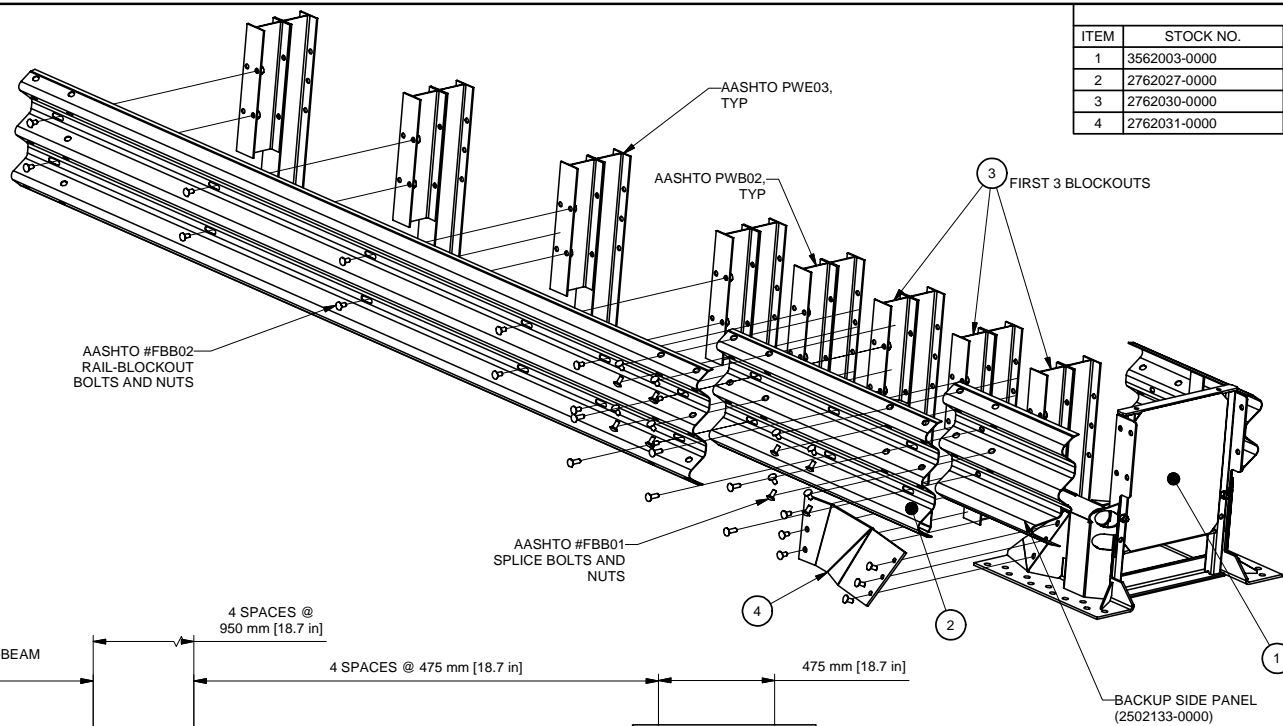 ITEM STOCK NO.
1 3562003-0000
2 2762027-0000
3 2762030-0000
4 2762031-0000
AASHTO PWE03,
TYP
AASHTO PWB02,
TYP
3
FIRST 3 BLOCKOUTS
AASHTO #FBB02
RAIL-BLOCKOUT
BOLTS AND NUTS
AASHTO #FBB01
SPLICE BOLTS AND
NUTS
4
2
1
BACKUP SIDE PANEL
(2502133-0000)
4 SPACES @
950 mm [18.7 in]
BEAM
4 SPACES @ 475 mm [18.7 in]
475 mm [18.7 in]